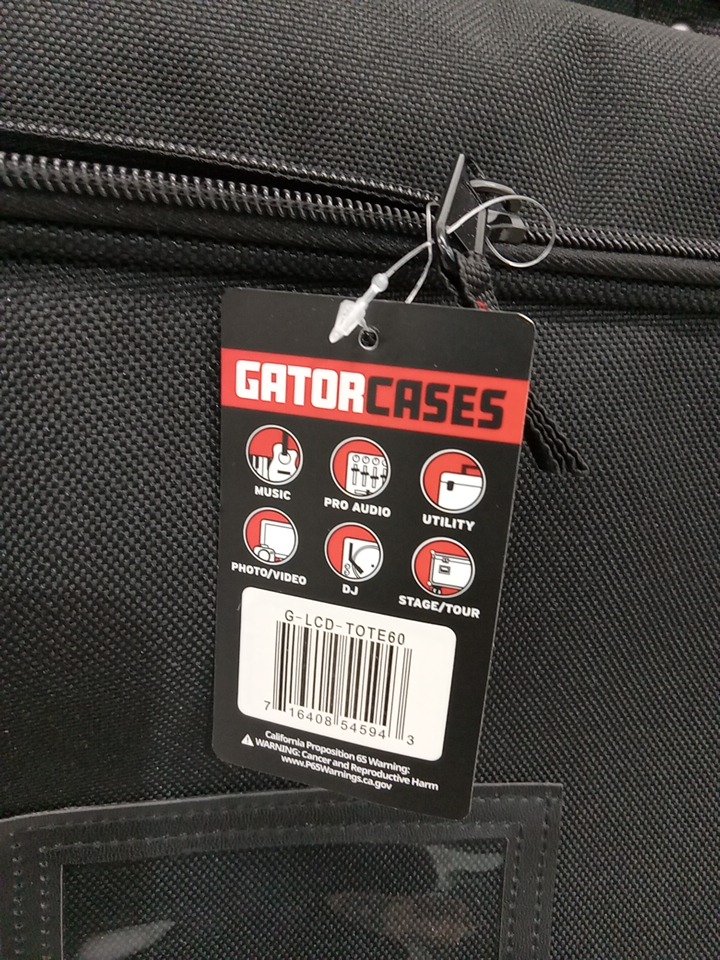 GATORCASES
MUSIC
PRO AUDIO
UTILITY
PHOTO/VIDEO
DJ
STAGE/TOUR
G-LCD-TOTE60
7 16408 54594 3
California Proposition 65 Warning:
WARNING: Cancer and Reproductive Harm
www.P65Warnings.ca.gov